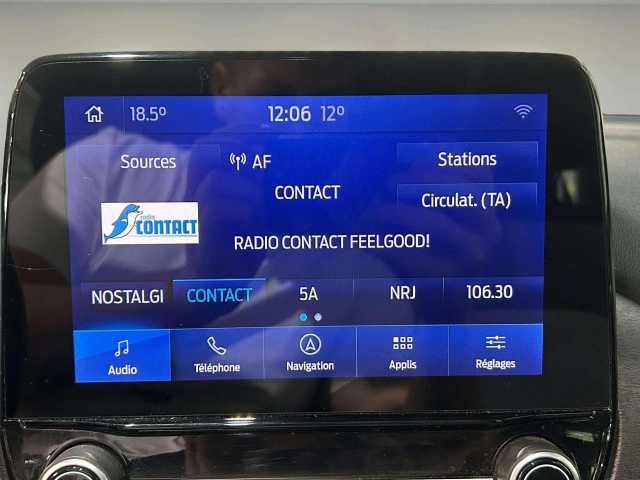 18.5° 12:06 12°
Sources AF Stations
CONTACT
Circulat. (TA)
radio
CONTACT
RADIO CONTACT FEELGOOD!
NOSTALGI CONTACT 5A NRJ 106.30
Audio Téléphone Navigation Applis Réglages